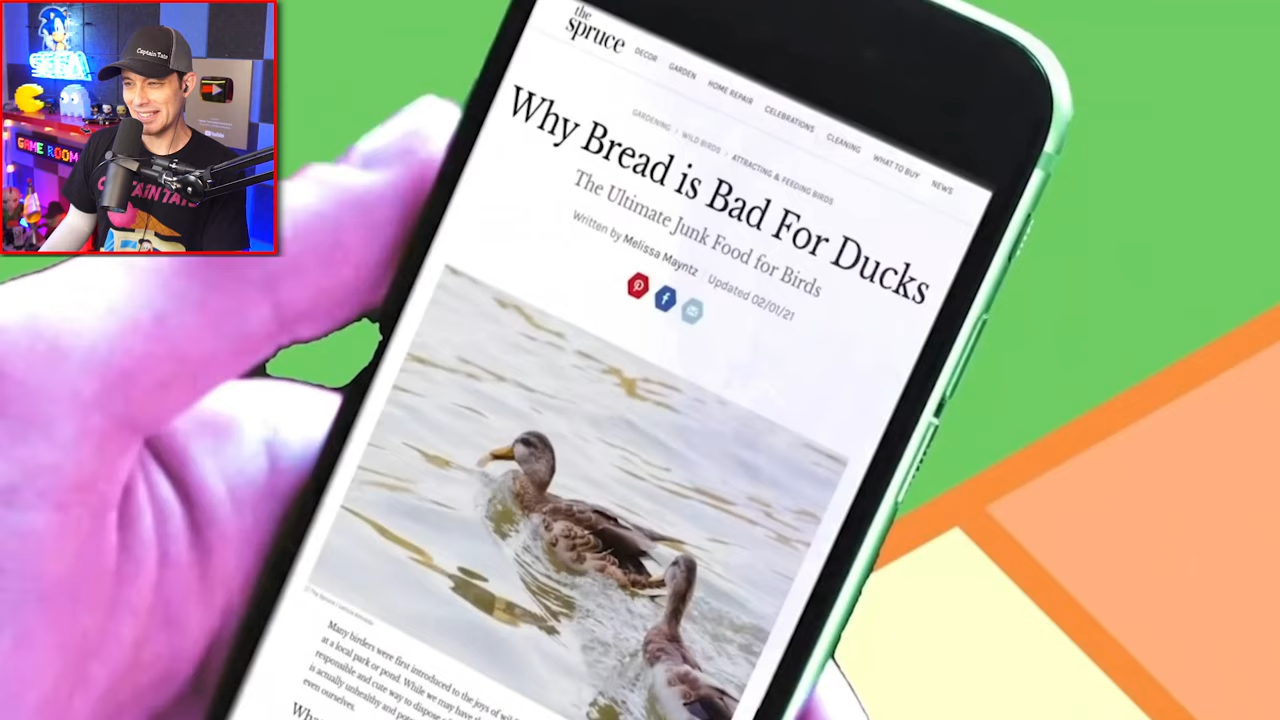 Captain Tats
SEGA
GAME ROOM
CAPTAIN TATS
the
spruce
DECOR GARDEN HOME REPAIR CELEBRATIONS CLEANING WHAT TO BUY NEWS
GARDENING / WILD BIRDS / ATTRACTING & FEEDING BIRDS
Why Bread is Bad For Ducks
The Ultimate Junk Food for Birds
Written by Melissa Mayntz Updated 02/01/21
Many birders were first introduced to the joys of
at a local park or pond. While we may have
responsible and cute way to dispose
is actually unhealthy and
even ourselves.